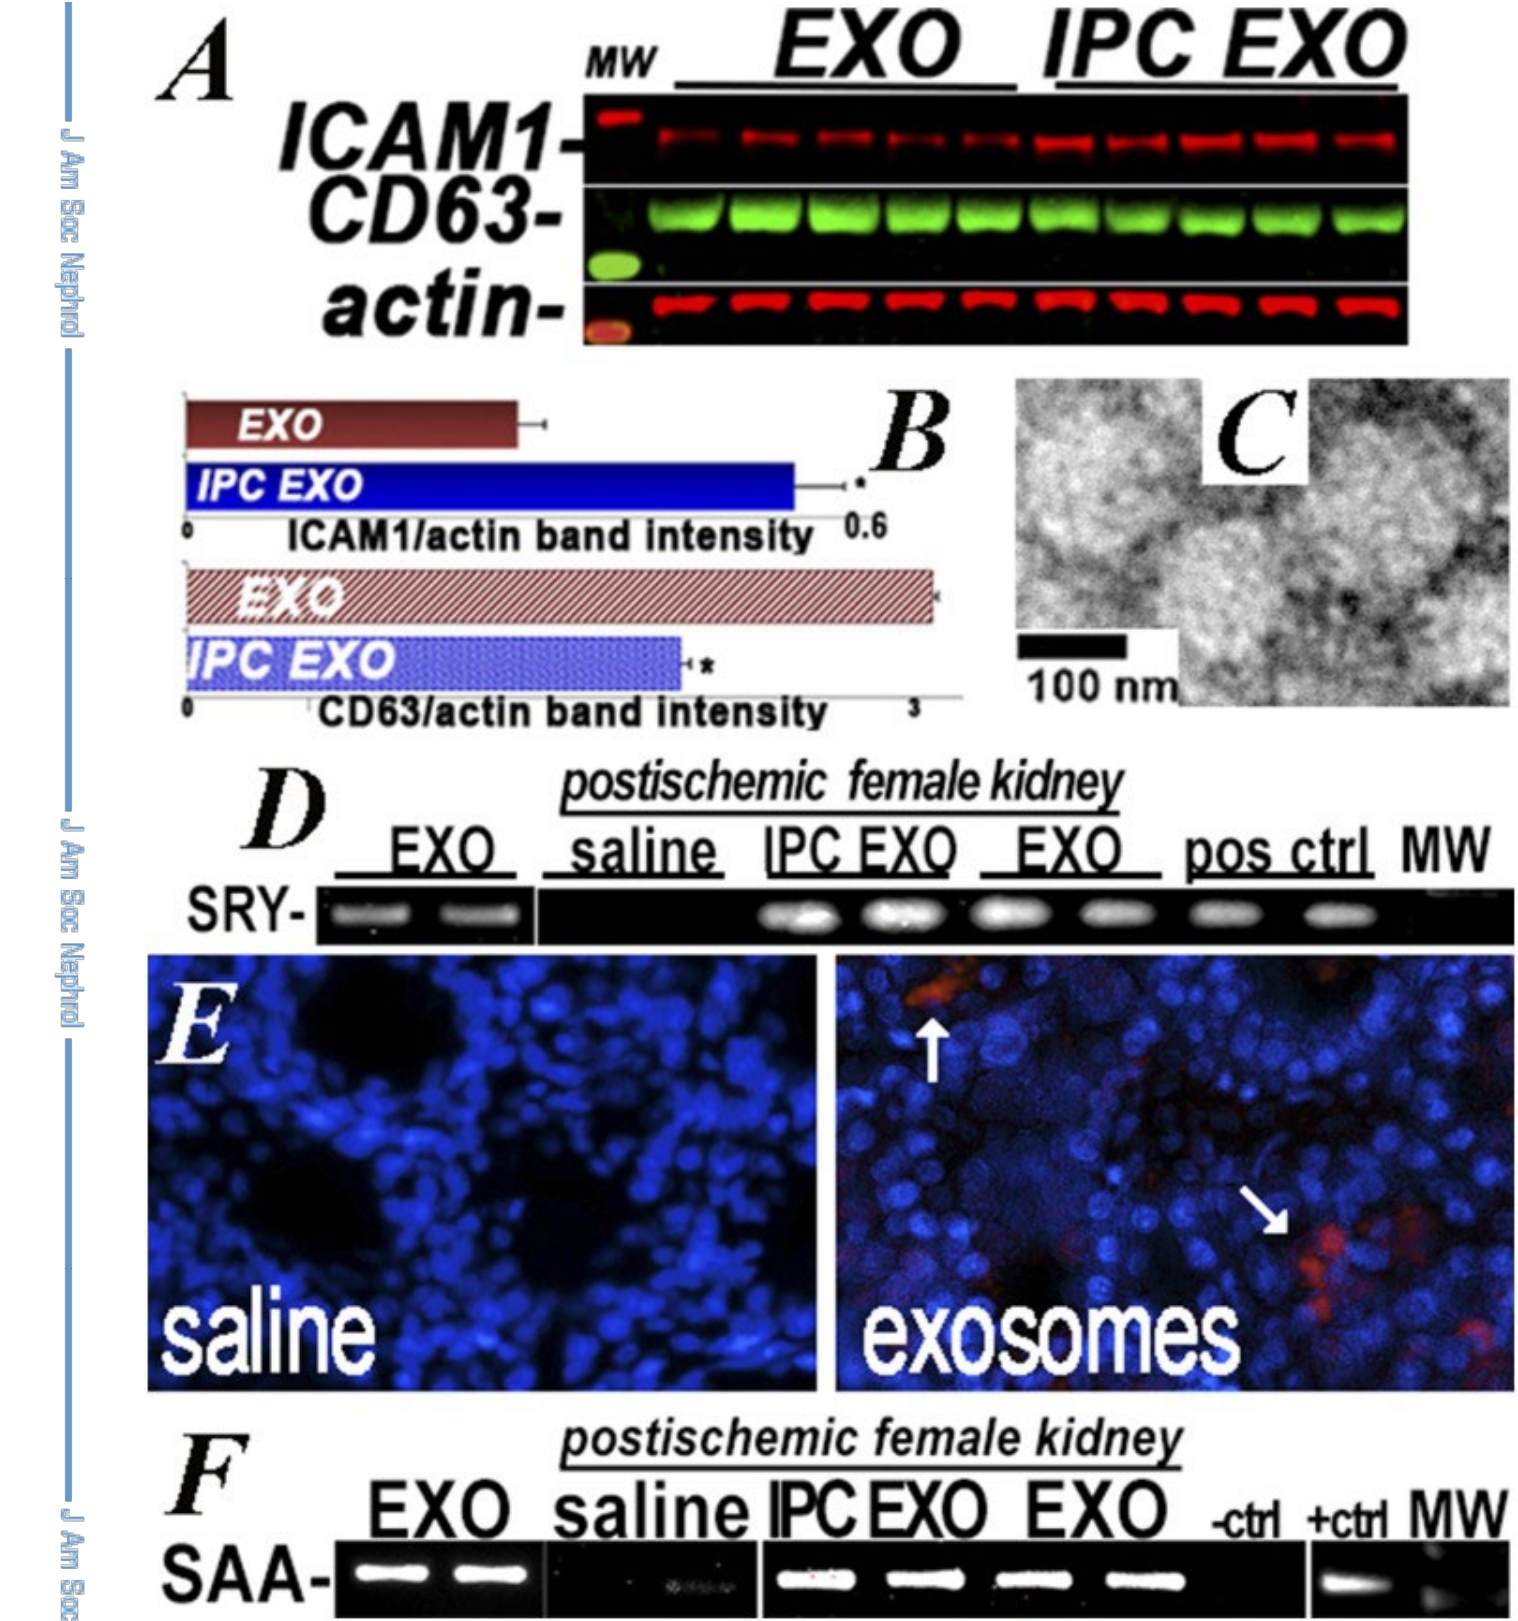 J Am Soc Nephrol
J Am Soc Nephrol
J Am Soc
A
MW EXO IPC EXO
ICAM1-
CD63-
actin-
B
EXO
IPC EXO *
0 ICAM1/actin band intensity 0.6
EXO
IPC EXO *
0 CD63/actin band intensity 3
C
100 nm
D
postischemic female kidney
EXO saline IPC EXO EXO pos ctrl MW
SRY-
E
saline
exosomes
F
postischemic female kidney
EXO saline IPC EXO EXO -ctrl +ctrl MW
SAA-